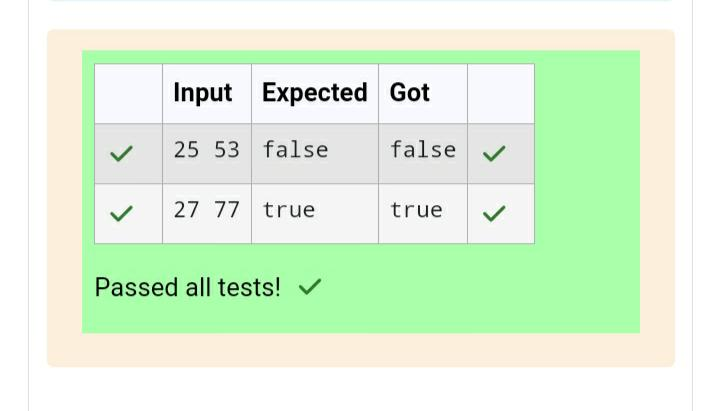 Input Expected Got
25 53 false false
27 77 true true
Passed all tests!